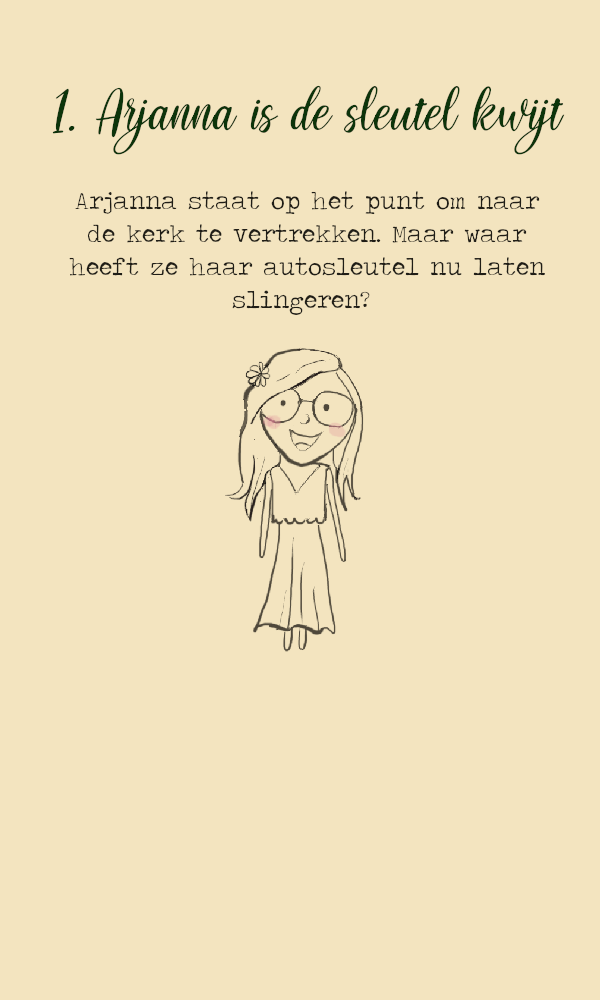 1. Arjanna is de sleutel kwijt
Arjanna staat op het punt om naar
de kerk te vertrekken. Maar waar
heeft ze haar autosleutel nu laten
slingeren?